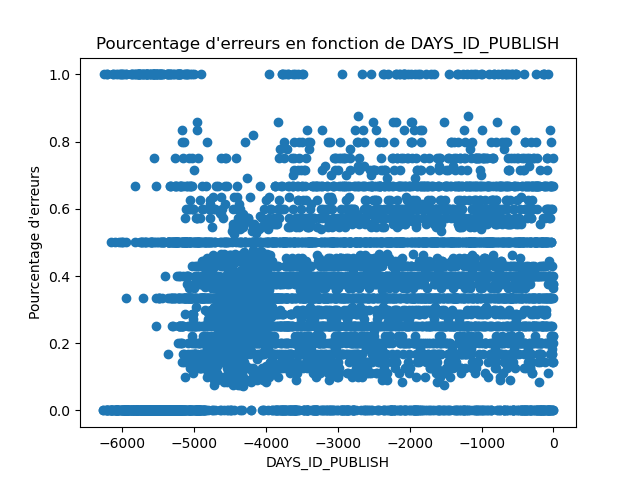 Pourcentage d'erreurs en fonction de DAYS_ID_PUBLISH
1.0
0.8
0.6
0.4
0.2
0.0
Pourcentage d'erreurs
−6000 −5000 −4000 −3000 −2000 −1000 0
DAYS_ID_PUBLISH